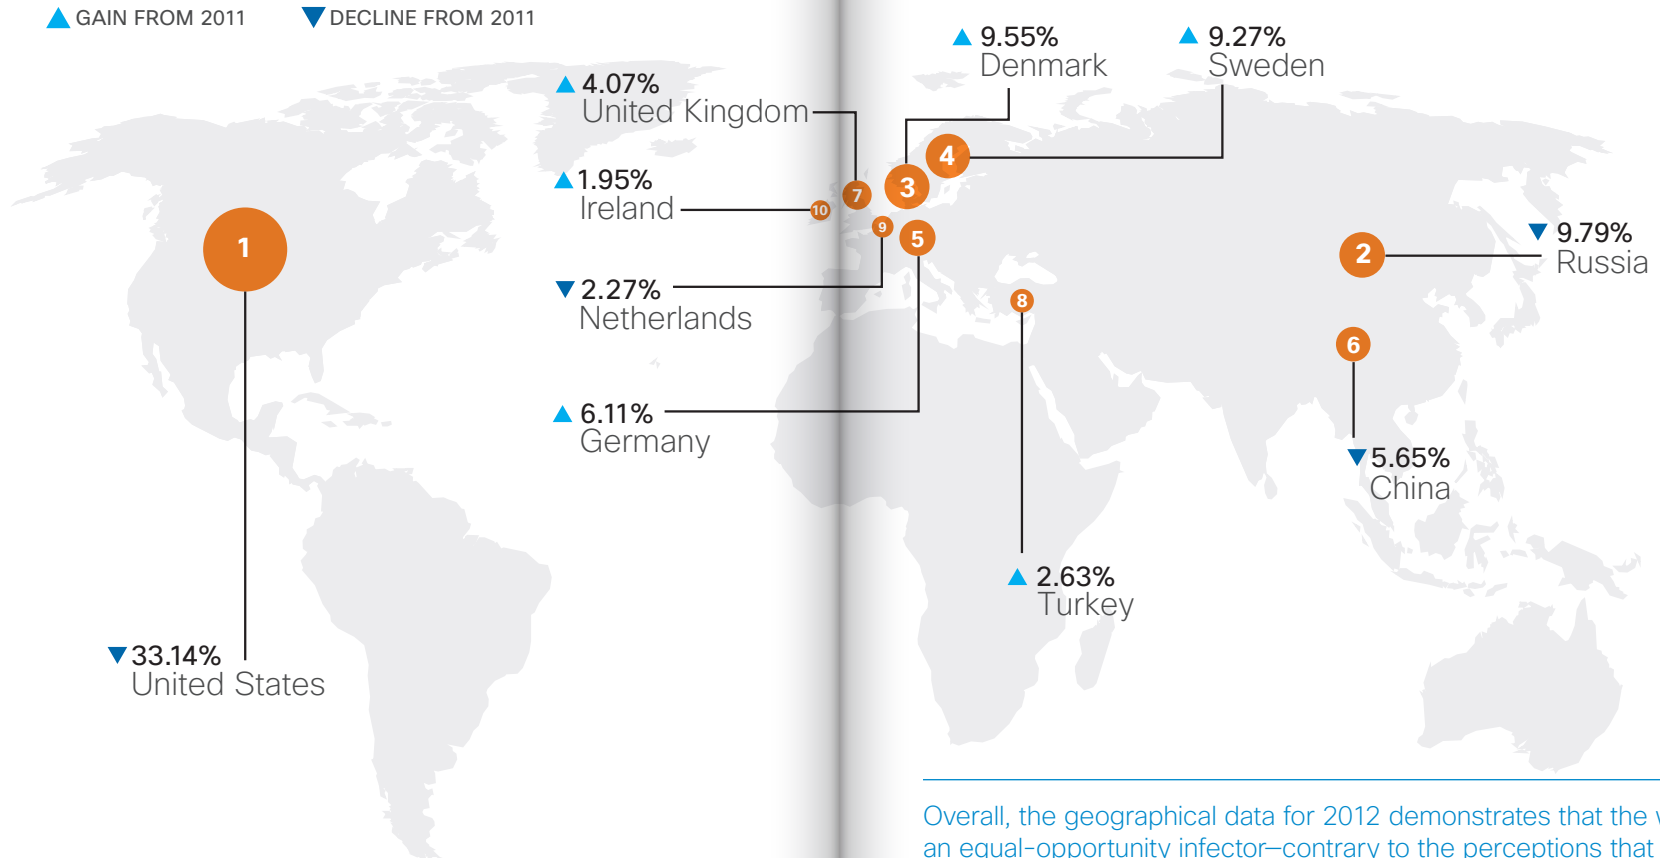 GAIN FROM 2011
DECLINE FROM 2011
9.55%
Denmark
9.27%
Sweden
4.07%
United Kingdom
1.95%
Ireland
2.27%
Netherlands
6.11%
Germany
9.79%
Russia
5.65%
China
2.63%
Turkey
33.14%
United States
1
2
3
4
5
6
7
8
9
10
Overall, the geographical data for 2012 demonstrates that the
an equal-opportunity infector—contrary to the perceptions that